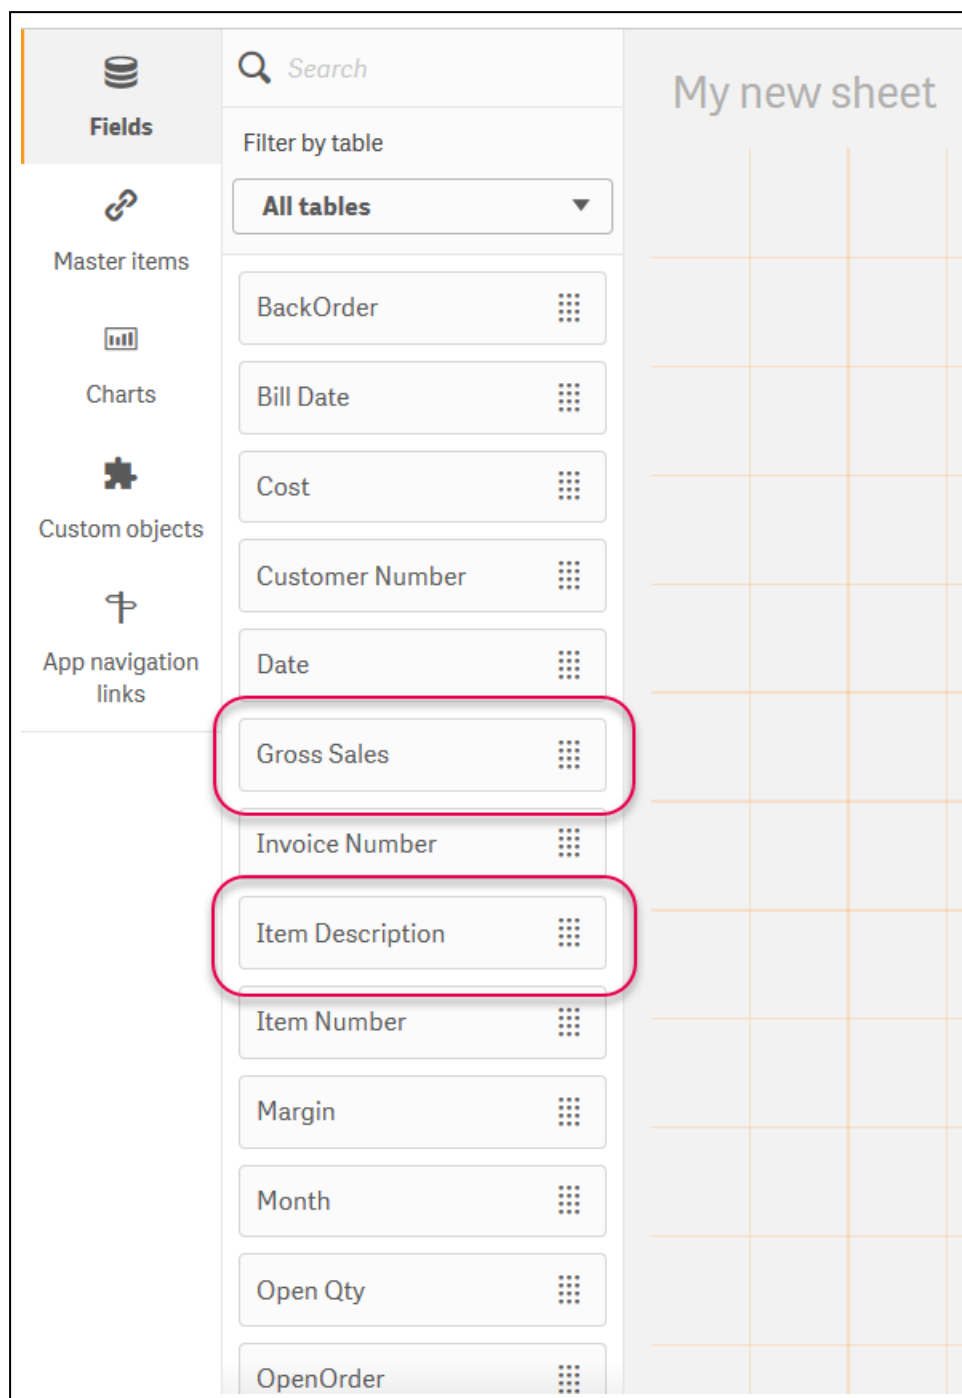 Fields
Master items
Charts
Custom objects
App navigation
links
Search
Filter by table
All tables
BackOrder
Bill Date
Cost
Customer Number
Date
Gross Sales
Invoice Number
Item Description
Item Number
Margin
Month
Open Qty
OpenOrder
My new sheet